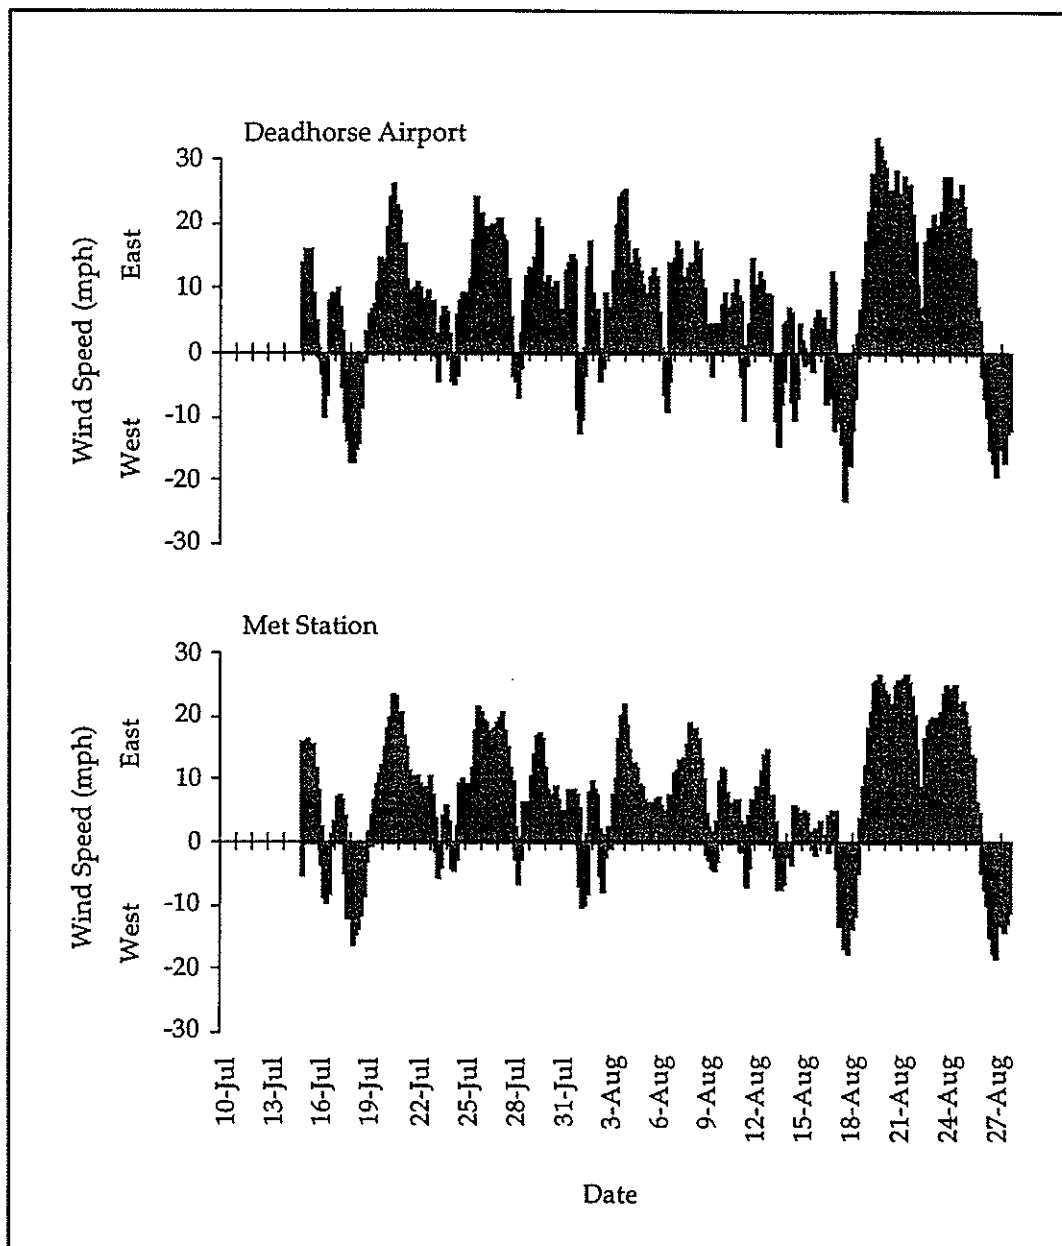 Deadhorse Airport
30
20
10
0
-10
-20
-30
Wind Speed (mph)
West East
Met Station
30
20
10
0
-10
-20
-30
Wind Speed (mph)
West East
10-Jul
13-Jul
16-Jul
19-Jul
22-Jul
25-Jul
28-Jul
31-Jul
3-Aug
6-Aug
9-Aug
12-Aug
15-Aug
18-Aug
21-Aug
24-Aug
27-Aug
Date